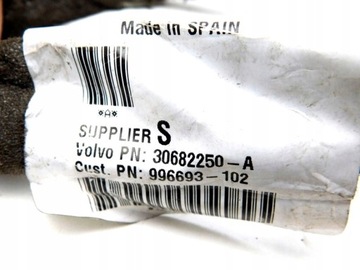 Made in SPAIN
*A*
SUPPLIER S
Volvo PN: 30682250-A
Cust. PN: 996693-102